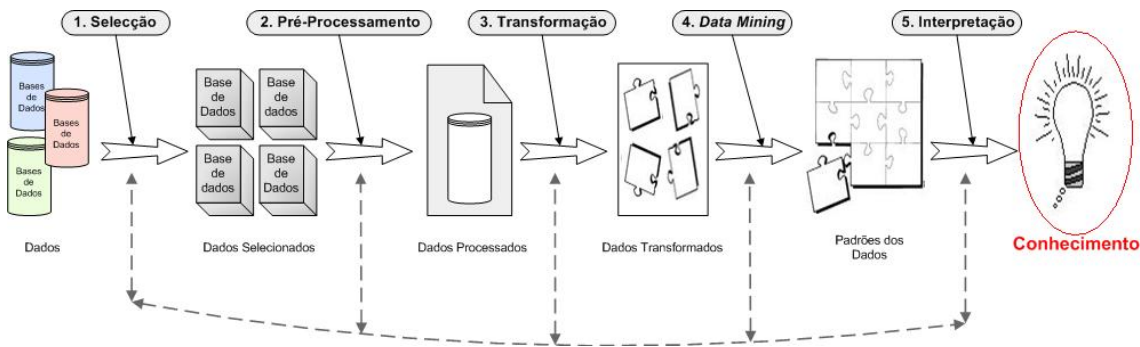 1. Selecção
2. Pré-Processamento
3. Transformação
4. Data Mining
5. Interpretação
Bases
de
Dados
Bases
de
Dados
Bases
de
Dados
Base
de
Dados
Base
de
dados
Base
de
dados
Base
de
Dados
Dados
Dados Selecionados
Dados Processados
Dados Transformados
Padrões dos
Dados
Conhecimento